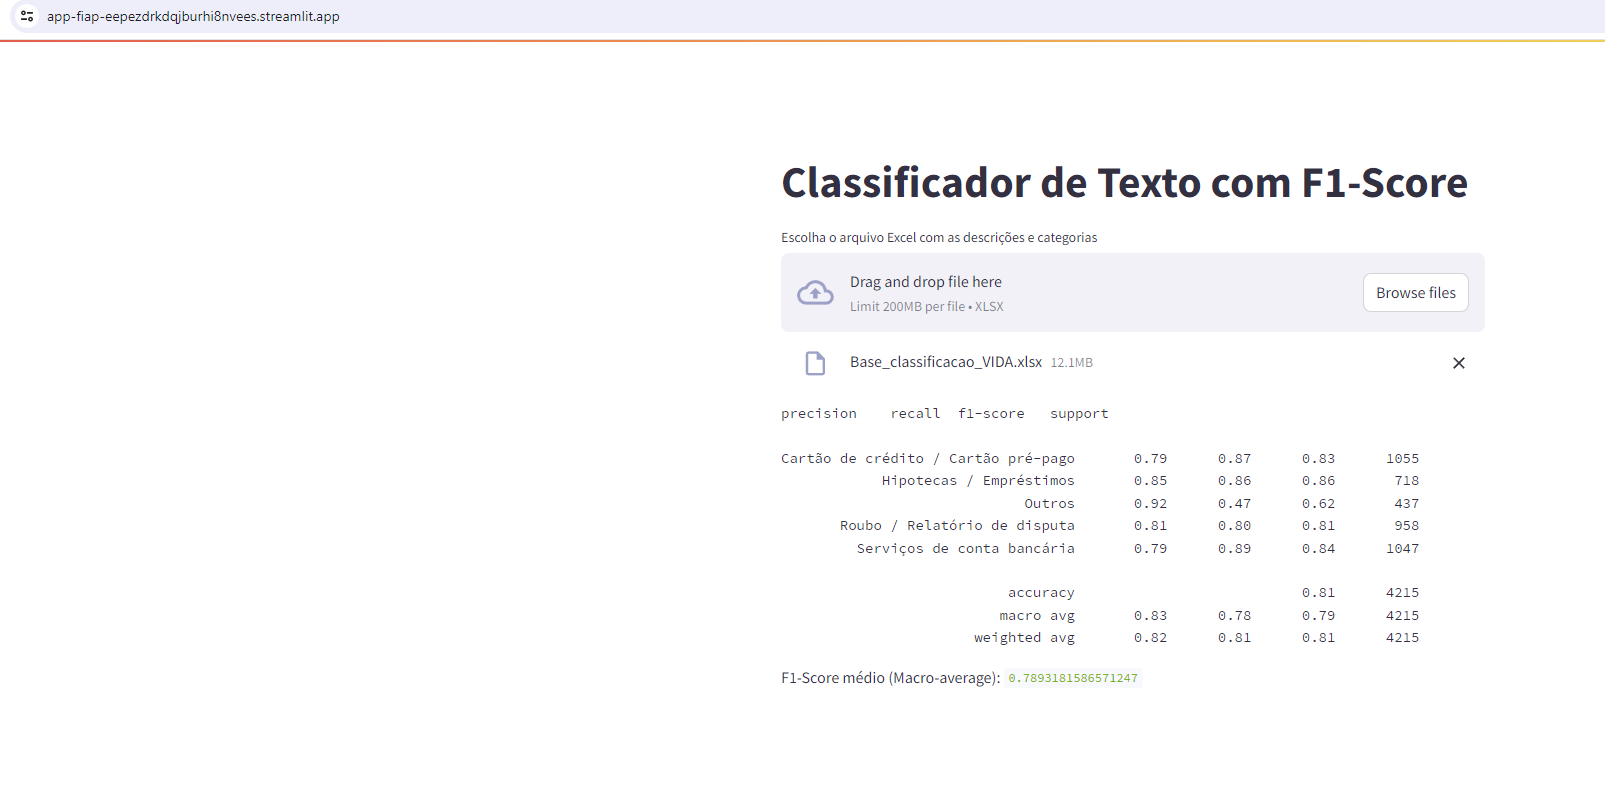 app-fiap-eepezdrkdqjburhi8nvees.streamlit.app
Classificador de Texto com F1-Score
Escolha o arquivo Excel com as descrições e categorias
Drag and drop file here
Limit 200MB per file • XLSX
Browse files
Base_classificacao_VIDA.xlsx 12.1MB
precision recall f1-score support
Cartão de crédito / Cartão pré-pago 0.79 0.87 0.83 1055
Hipotecas / Empréstimos 0.85 0.86 0.86 718
Outros 0.92 0.47 0.62 437
Roubo / Relatório de disputa 0.81 0.80 0.81 958
Serviços de conta bancária 0.79 0.89 0.84 1047
accuracy 0.81 4215
macro avg 0.83 0.78 0.79 4215
weighted avg 0.82 0.81 0.81 4215
F1-Score médio (Macro-average): 0.7893181586571247